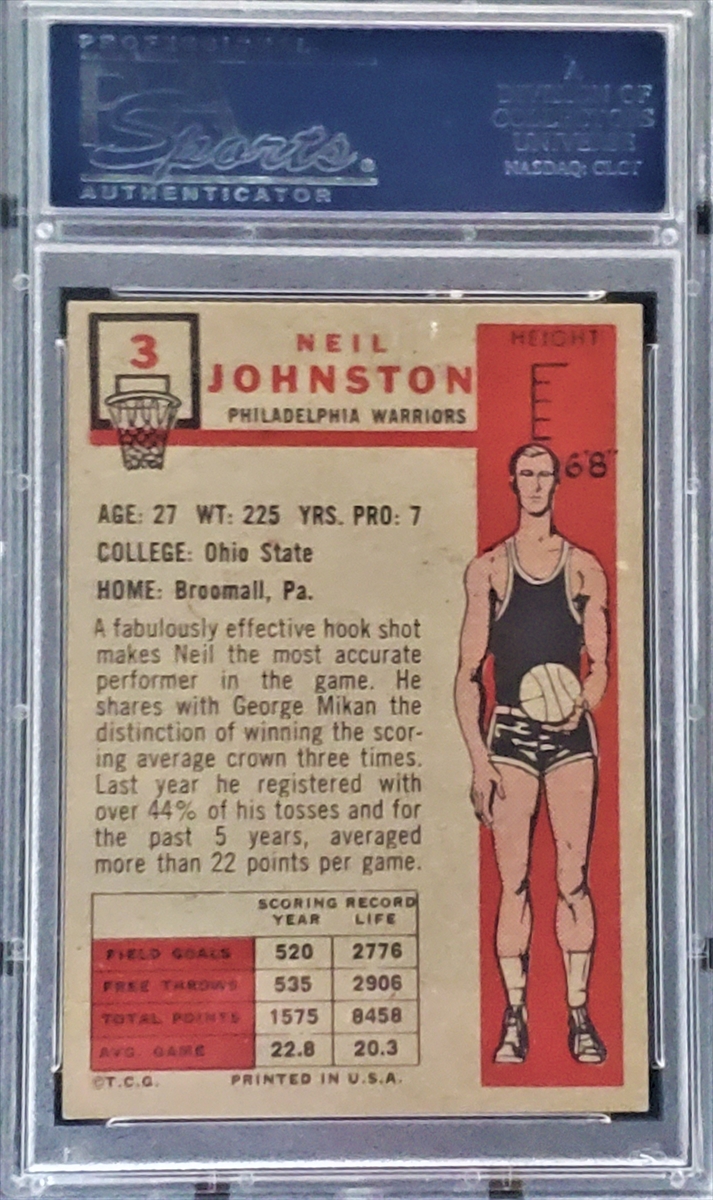 PROFESSIONAL
Sports
AUTHENTICATOR
A
DIVISION OF
COLLECTORS
UNIVERSE
NASDAQ: CLCT
3
NEIL
JOHNSTON
PHILADELPHIA WARRIORS
HEIGHT
6'8"
AGE: 27 WT: 225 YRS. PRO: 7
COLLEGE: Ohio State
HOME: Broomall, Pa.
A fabulously effective hook shot
makes Neil the most accurate
performer in the game. He
shares with George Mikan the
distinction of winning the scor-
ing average crown three times.
Last year he registered with
over 44% of his tosses and for
the past 5 years, averaged
more than 22 points per game.
SCORING RECORD
YEAR LIFE
FIELD GOALS 520 2776
FREE THROWS 535 2906
TOTAL POINTS 1575 8458
AVG. GAME 22.8 20.3
©T.C.G. PRINTED IN U.S.A.